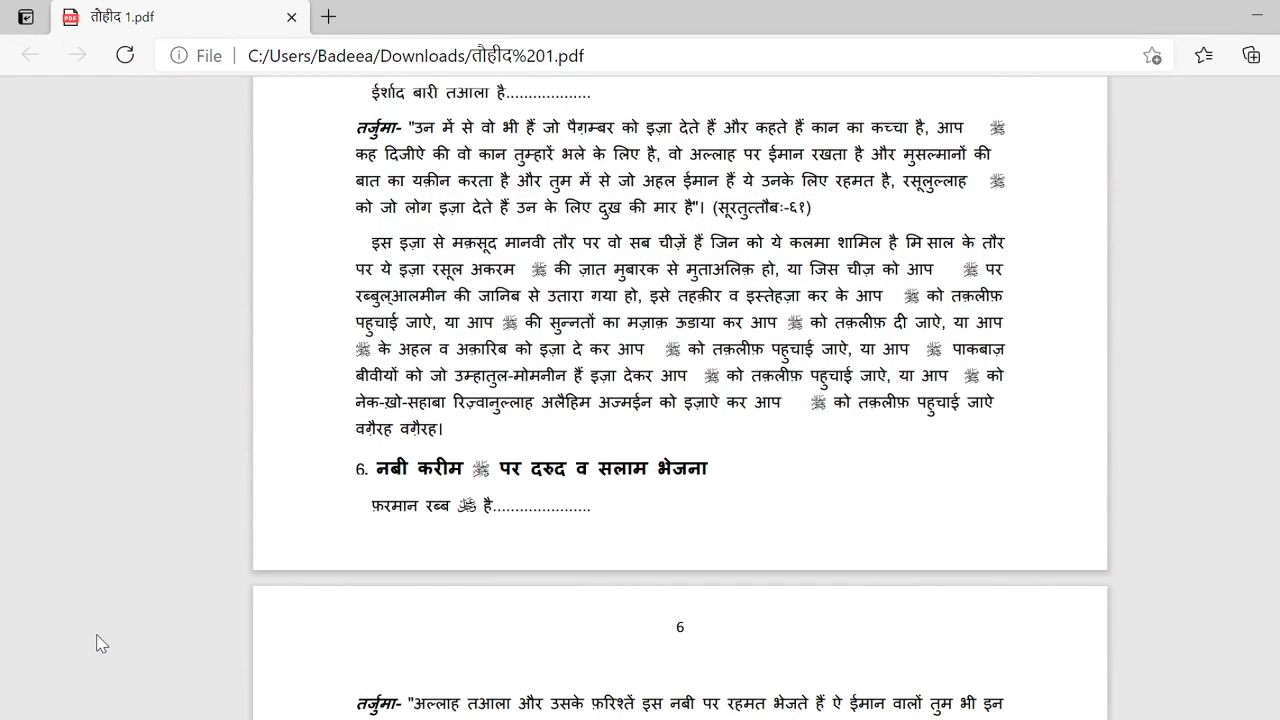 तौहीद 1.pdf
File C:/Users/Badeea/Downloads/तौहीद%201.pdf
ईर्शाद बारी तआला है...................
तर्जुमा- "उन में से वो भी हैं जो पैग़म्बर को इज़ा देते हैं और कहते हैं कान का कच्चा है, आप ﷺ
कह दिजीऐ की वो कान तुम्हारें भले के लिए है, वो अल्लाह पर ईमान रखता है और मुसल्मानों की
बात का यक़ीन करता है और तुम में से जो अहल ईमान हैं ये उनके लिए रहमत है, रसूलुल्लाह ﷺ
को जो लोग इज़ा देते हैं उन के लिए दुख की मार है"। (सूरतुत्तौबः-६१)
इस इज़ा से मक़सूद मानवी तौर पर वो सब चीज़ें हैं जिन को ये कलमा शामिल है मि साल के तौर
पर ये इज़ा रसूल अकरम ﷺ की ज़ात मुबारक से मुताअलिक़ हो, या जिस चीज़ को आप ﷺ पर
रब्बुल्आलमीन की जानिब से उतारा गया हो, इसे तहक़ीर व इस्तेहज़ा कर के आप ﷺ को तक़लीफ़
पहुचाई जाऐ, या आप ﷺ की सुन्नतों का मज़ाक़ ऊडाया कर आप ﷺ को तक़लीफ़ दी जाऐ, या आप
ﷺ के अहल व अक़ारिब को इज़ा दे कर आप ﷺ को तक़लीफ़ पहुचाई जाऐ, या आप ﷺ पाकबाज़
बीवीयों को जो उम्हातुल-मोमनीन हैं इज़ा देकर आप ﷺ को तक़लीफ़ पहुचाई जाऐ, या आप ﷺ को
नेक-ख़ो-सहाबा रिज़्वानुल्लाह अलैहिम अज्मईन को इज़ाऐ कर आप ﷺ को तक़लीफ़ पहुचाई जाऐ
वग़ैरह वग़ैरह।
6. नबी करीम ﷺ पर दरुद व सलाम भेजना
फ़रमान रब्ब ﷻ है......................
6
तर्जुमा- "अल्लाह तआला और उसके फ़रिश्तें इस नबी पर रहमत भेजते हैं ऐ ईमान वालों तुम भी इन